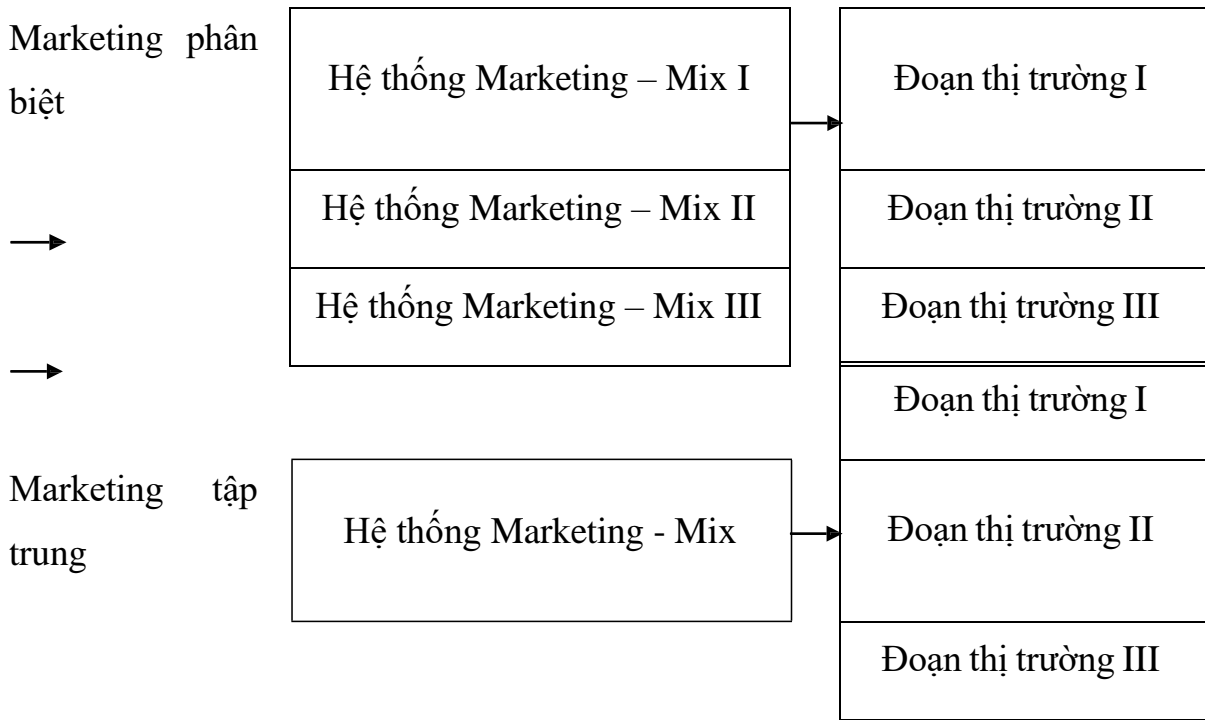 Marketing phân
biệt
Hệ thống Marketing – Mix I
Đoạn thị trường I
Hệ thống Marketing – Mix II
Đoạn thị trường II
Hệ thống Marketing – Mix III
Đoạn thị trường III
Đoạn thị trường I
Marketing tập
trung
Hệ thống Marketing - Mix
Đoạn thị trường II
Đoạn thị trường III